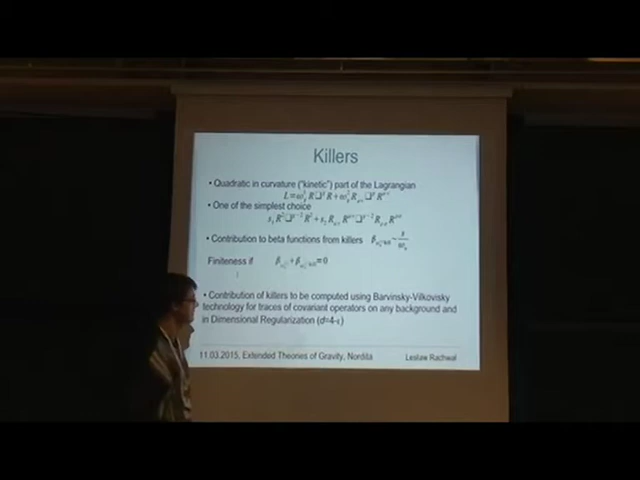 Killers
• Quadratic in curvature ("kinetic") part of the Lagrangian
• One of the simplest choice
• Contribution to beta functions from killers
Finiteness if
• Contribution of killers to be computed using Barvinsky-Vilkovisky
technology for traces of covariant operators on any background and
in Dimensional Regularization (d=4-ε)
11.03.2015, Extended Theories of Gravity, Nordita Lesław Rachwał